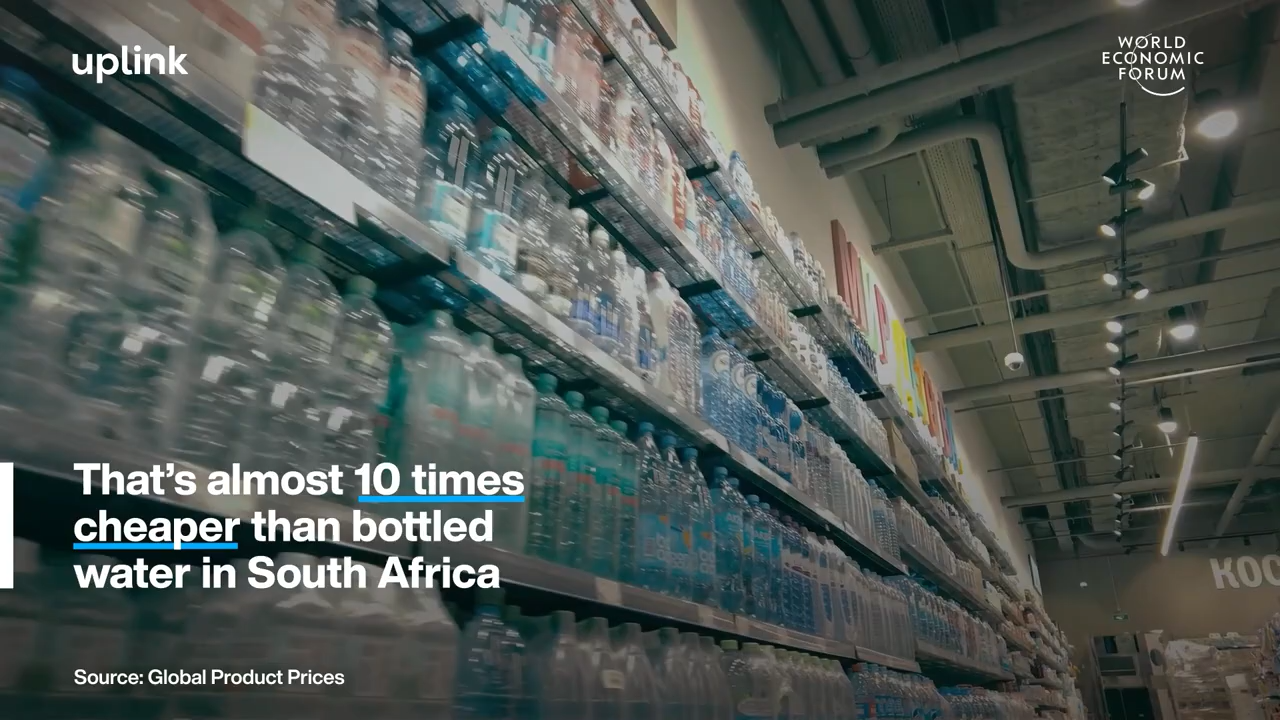 uplink
WORLD
ECONOMIC
FORUM
That's almost 10 times
cheaper than bottled
water in South Africa
Source: Global Product Prices
КОС